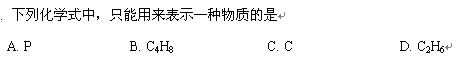 . 下列化学式中，只能用来表示一种物质的是↵
A. P B. C₄H₈ C. C D. C₂H₆↵